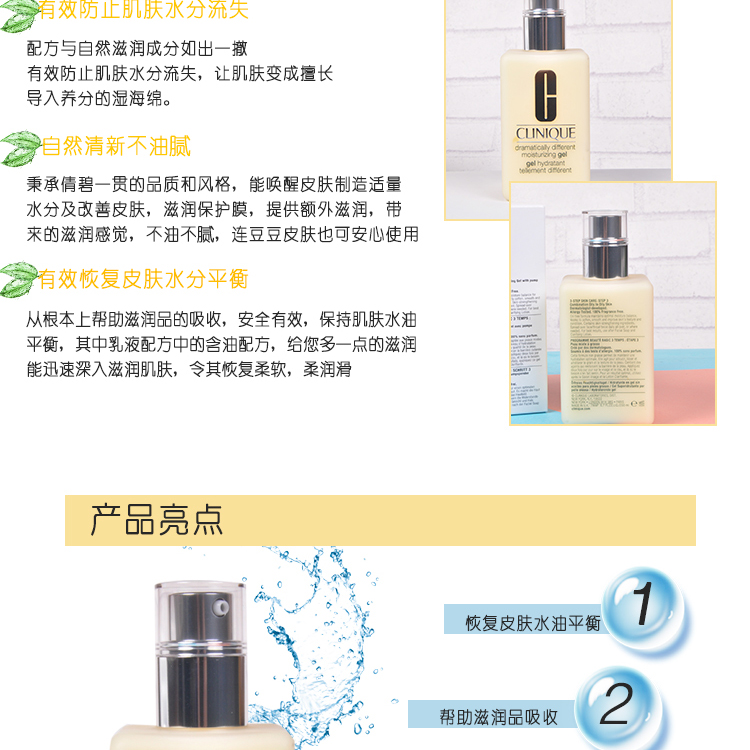 有效防止肌肤水分流失
配方与自然滋润成分如出一撤
有效防止肌肤水分流失，让肌肤变成擅长
导入养分的湿海绵。
自然清新不油腻
秉承倩碧一贯的品质和风格，能唤醒皮肤制造适量
水分及改善皮肤，滋润保护膜，提供额外滋润，带
来的滋润感觉，不油不腻，连豆豆皮肤也可安心使用
有效恢复皮肤水分平衡
从根本上帮助滋润品的吸收，安全有效，保持肌肤水油
平衡，其中乳液配方中的含油配方，给您多一点的滋润
能迅速深入滋润肌肤，令其恢复柔软，柔润滑
CLINIQUE
dramatically different
moisturizing gel
gel hydratant
tellement différent
产品亮点
恢复皮肤水油平衡
1
帮助滋润品吸收
2